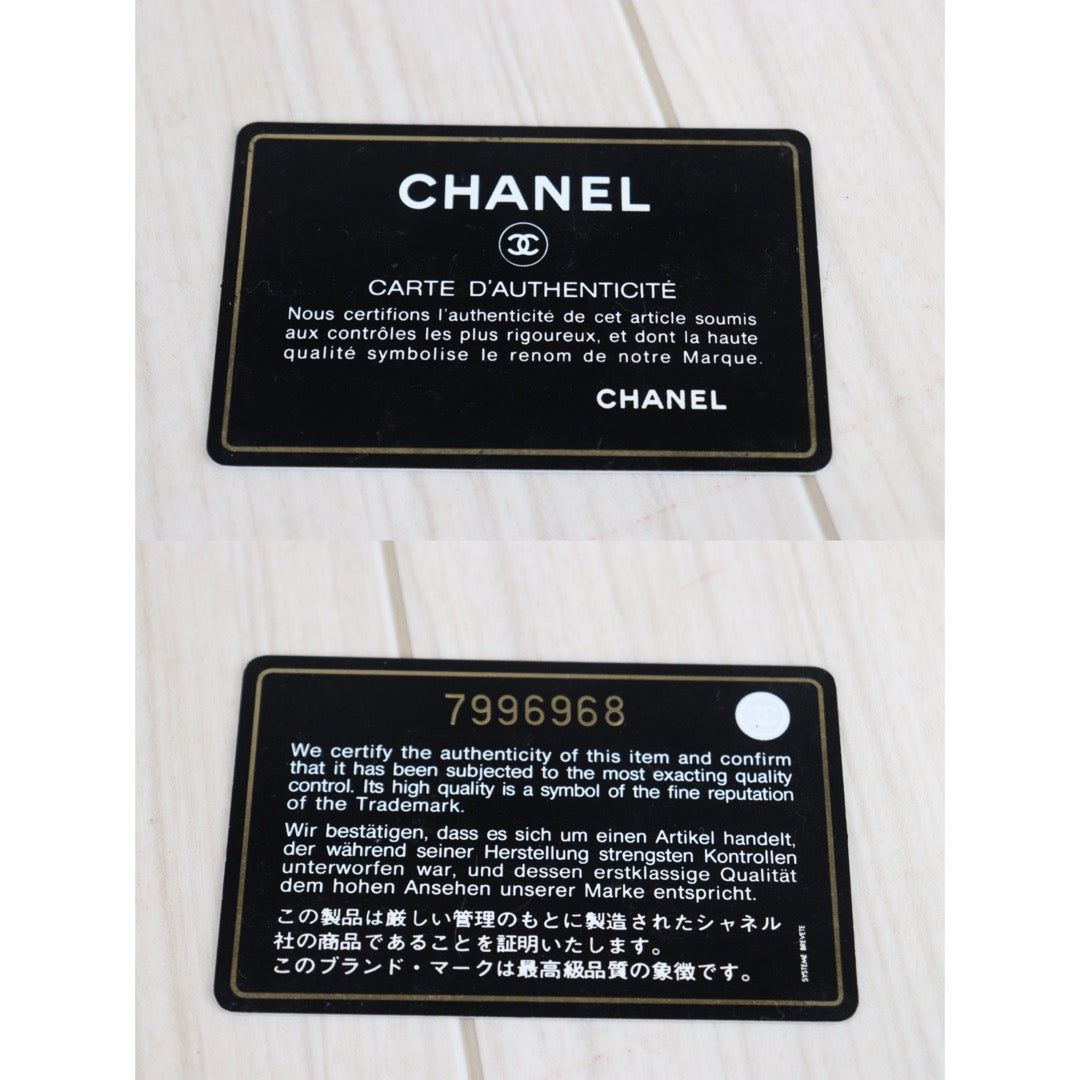 CHANEL
CARTE D'AUTHENTICITÉ
Nous certifions l'authenticité de cet article soumis
aux contrôles les plus rigoureux, et dont la haute
qualité symbolise le renom de notre Marque.
CHANEL
7996968
We certify the authenticity of this item and confirm
that it has been subjected to the most exacting quality
control. Its high quality is a symbol of the fine reputation
of the Trademark.
Wir bestätigen, dass es sich um einen Artikel handelt,
der während seiner Herstellung strengsten Kontrollen
unterworfen war, und dessen erstklassige Qualität
dem hohen Ansehen unserer Marke entspricht.
この製品は厳しい管理のもとに製造されたシャネル
社の商品であることを証明いたします。
このブランド・マークは最高級品質の象徴です。
SYSTEME BREVETE